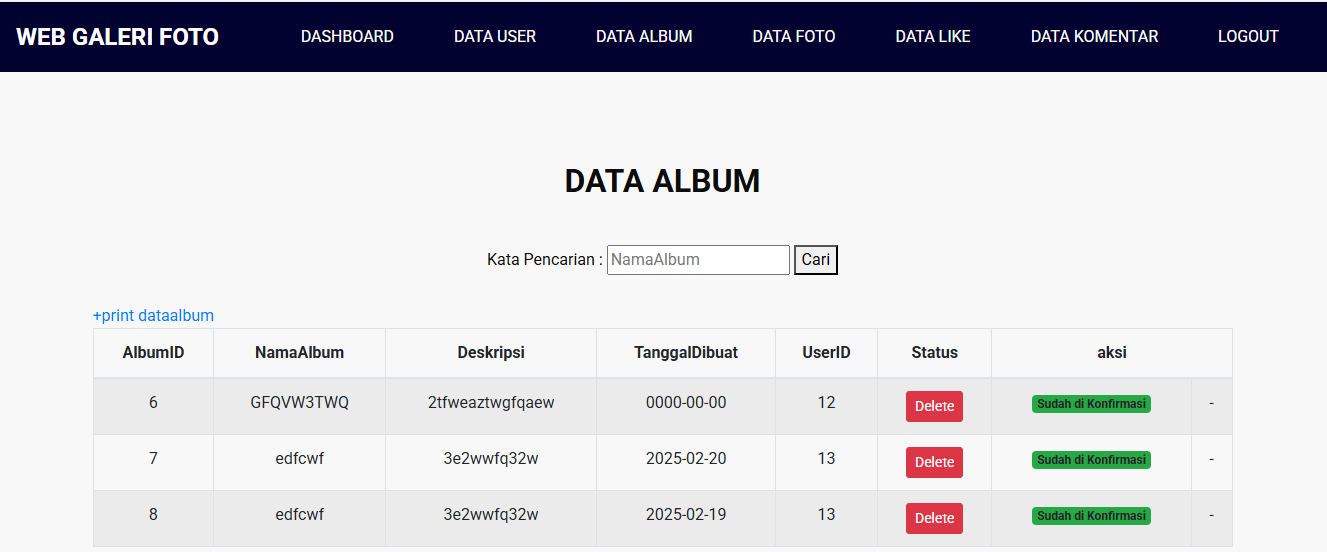 WEB GALERI FOTO DASHBOARD DATA USER DATA ALBUM DATA FOTO DATA LIKE DATA KOMENTAR LOGOUT
DATA ALBUM
Kata Pencarian : NamaAlbum Cari
+print dataalbum
AlbumID NamaAlbum Deskripsi TanggalDibuat UserID Status aksi
6 GFQVW3TWQ 2tfweaztwgfqaew 0000-00-00 12 Delete Sudah di Konfirmasi -
7 edfcwf 3e2wwfq32w 2025-02-20 13 Delete Sudah di Konfirmasi -
8 edfcwf 3e2wwfq32w 2025-02-19 13 Delete Sudah di Konfirmasi -